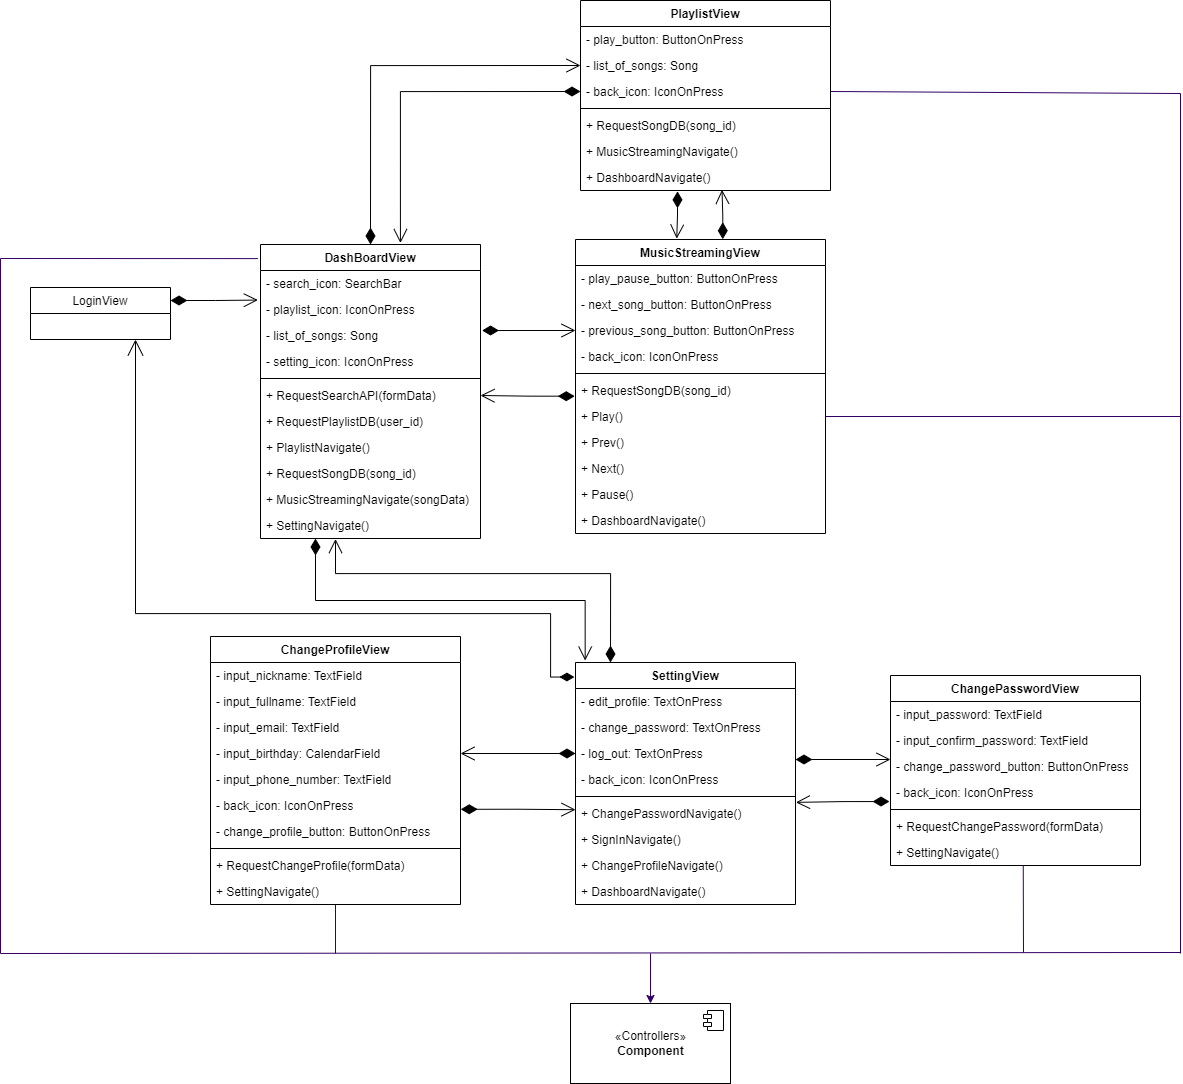 PlaylistView
- play_button: ButtonOnPress
- list_of_songs: Song
- back_icon: IconOnPress
+ RequestSongDB(song_id)
+ MusicStreamingNavigate()
+ DashboardNavigate()
DashBoardView
- search_icon: SearchBar
- playlist_icon: IconOnPress
- list_of_songs: Song
- setting_icon: IconOnPress
+ RequestSearchAPI(formData)
+ RequestPlaylistDB(user_id)
+ PlaylistNavigate()
+ RequestSongDB(song_id)
+ MusicStreamingNavigate(songData)
+ SettingNavigate()
MusicStreamingView
- play_pause_button: ButtonOnPress
- next_song_button: ButtonOnPress
- previous_song_button: ButtonOnPress
- back_icon: IconOnPress
+ RequestSongDB(song_id)
+ Play()
+ Prev()
+ Next()
+ Pause()
+ DashboardNavigate()
LoginView
ChangeProfileView
- input_nickname: TextField
- input_fullname: TextField
- input_email: TextField
- input_birthday: CalendarField
- input_phone_number: TextField
- back_icon: IconOnPress
- change_profile_button: ButtonOnPress
+ RequestChangeProfile(formData)
+ SettingNavigate()
SettingView
- edit_profile: TextOnPress
- change_password: TextOnPress
- log_out: TextOnPress
- back_icon: IconOnPress
+ ChangePasswordNavigate()
+ SignInNavigate()
+ ChangeProfileNavigate()
+ DashboardNavigate()
ChangePasswordView
- input_password: TextField
- input_confirm_password: TextField
- change_password_button: ButtonOnPress
- back_icon: IconOnPress
+ RequestChangePassword(formData)
+ SettingNavigate()
«Controllers»
Component